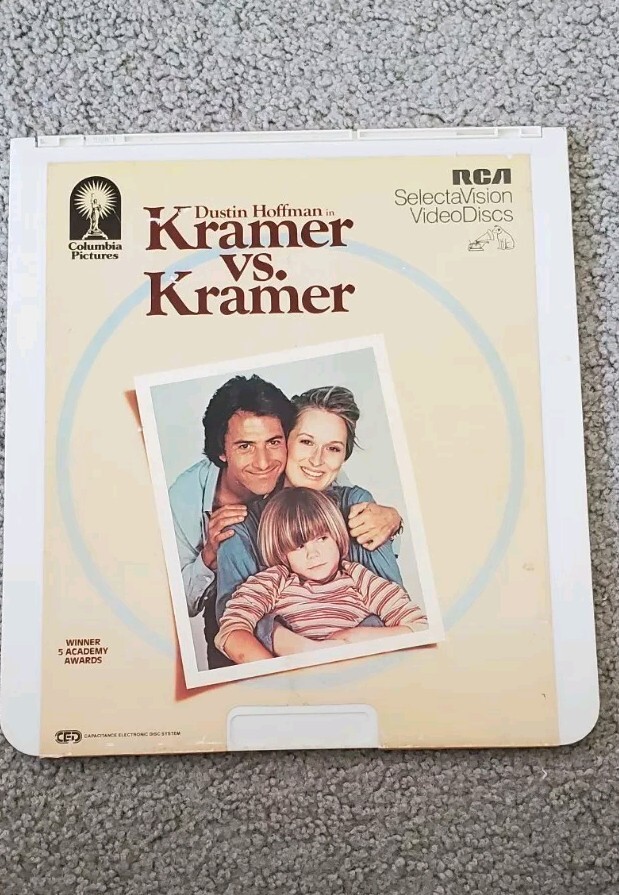 Columbia
Pictures
Dustin Hoffman in
Kramer
vs.
Kramer
RCA
SelectaVision
VideoDiscs
WINNER
5 ACADEMY
AWARDS
CED CAPACITANCE ELECTRONIC DISC SYSTEM